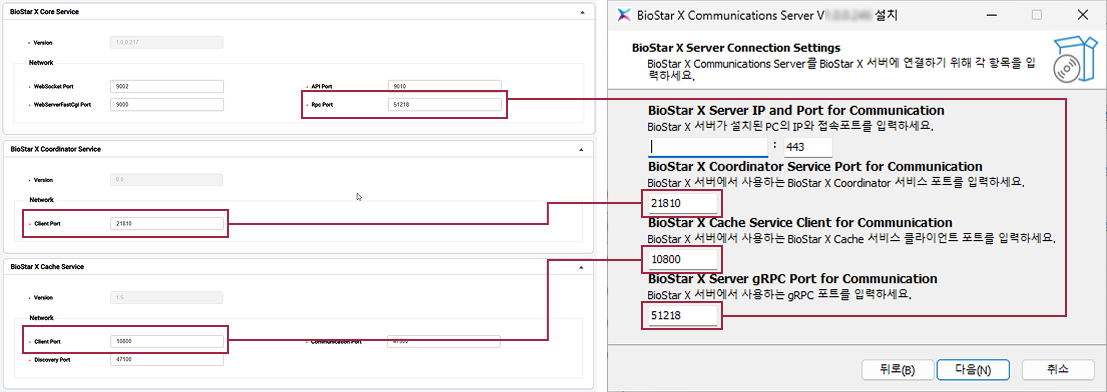 BioStar X Core Service
Version
1.0.0.217
Network
WebSocket Port
9002
API Port
9010
WebServerFastCgi Port
9000
Rpc Port
51218
BioStar X Coordinator Service
Version
0.0
Network
Client Port
21810
BioStar X Cache Service
Version
1.5
Network
Client Port
10800
Communication Port
47500
Discovery Port
47100
BioStar X Communications Server V 설치
BioStar X Server Connection Settings
BioStar X Communications Server를 BioStar X 서버에 연결하기 위해 각 항목을 입
력하세요.
BioStar X Server IP and Port for Communication
BioStar X 서버가 설치된 PC의 IP와 접속포트를 입력하세요.
: 443
BioStar X Coordinator Service Port for Communication
BioStar X 서버에서 사용하는 BioStar X Coordinator 서비스 포트를 입력하세요.
21810
BioStar X Cache Service Client for Communication
BioStar X 서버에서 사용하는 BioStar X Cache 서비스 클라이언트 포트를 입력하세요.
10800
BioStar X Server gRPC Port for Communication
BioStar X 서버에서 사용하는 gRPC 포트를 입력하세요.
51218
뒤로(B)
다음(N)
취소